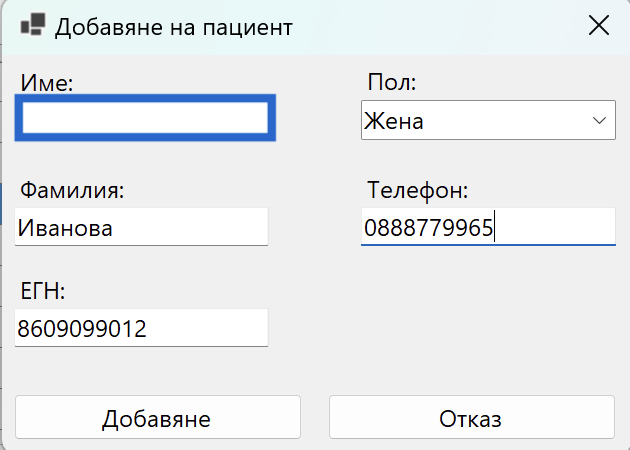 Добавяне на пациент
Име:
Пол:
Жена
Фамилия:
Телефон:
Иванова
0888779965
ЕГН:
8609099012
Добавяне
Отказ